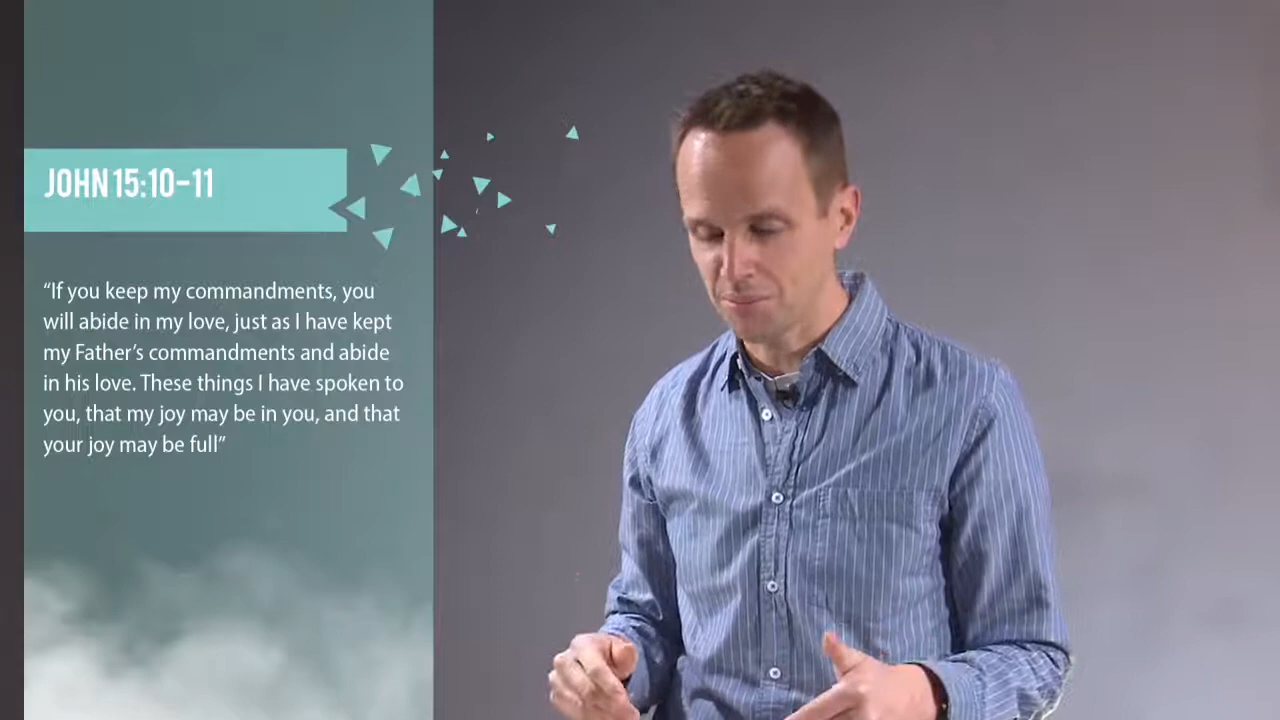 JOHN 15:10–11
“If you keep my commandments, you
will abide in my love, just as I have kept
my Father’s commandments and abide
in his love. These things I have spoken to
you, that my joy may be in you, and that
your joy may be full”